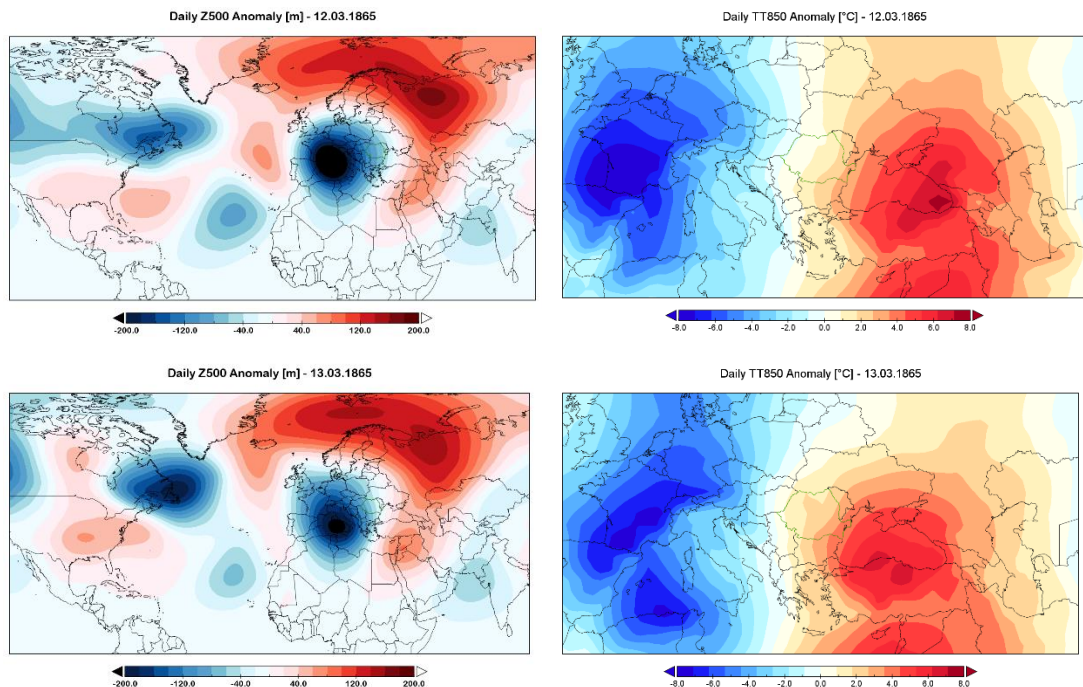 Daily Z500 Anomaly [m] - 12.03.1865
Daily TT850 Anomaly [°C] - 12.03.1865
-200.0 -120.0 -40.0 40.0 120.0 200.0
-8.0 -6.0 -4.0 -2.0 0.0 2.0 4.0 6.0 8.0
Daily Z500 Anomaly [m] - 13.03.1865
Daily TT850 Anomaly [°C] - 13.03.1865
-200.0 -120.0 -40.0 40.0 120.0 200.0
-8.0 -6.0 -4.0 -2.0 0.0 2.0 4.0 6.0 8.0